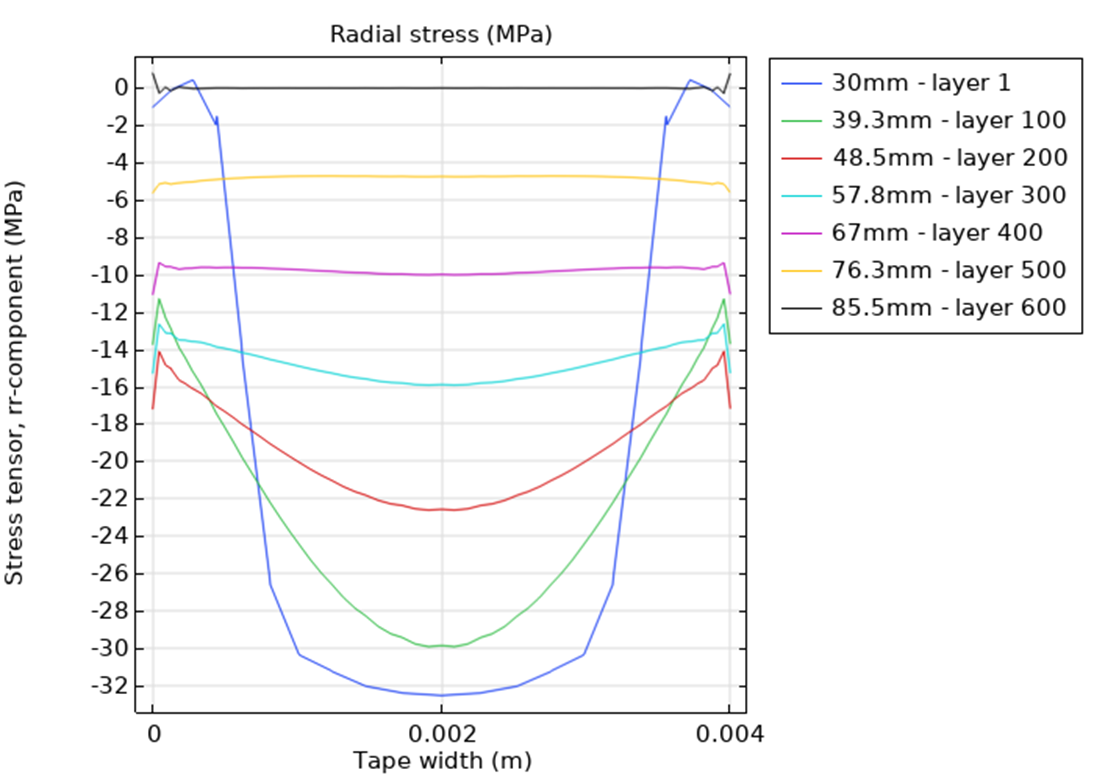 Radial stress (MPa)
Stress tensor, rr-component (MPa)
0
-2
-4
-6
-8
-10
-12
-14
-16
-18
-20
-22
-24
-26
-28
-30
-32
0 0.002 0.004
Tape width (m)
30mm - layer 1
39.3mm - layer 100
48.5mm - layer 200
57.8mm - layer 300
67mm - layer 400
76.3mm - layer 500
85.5mm - layer 600